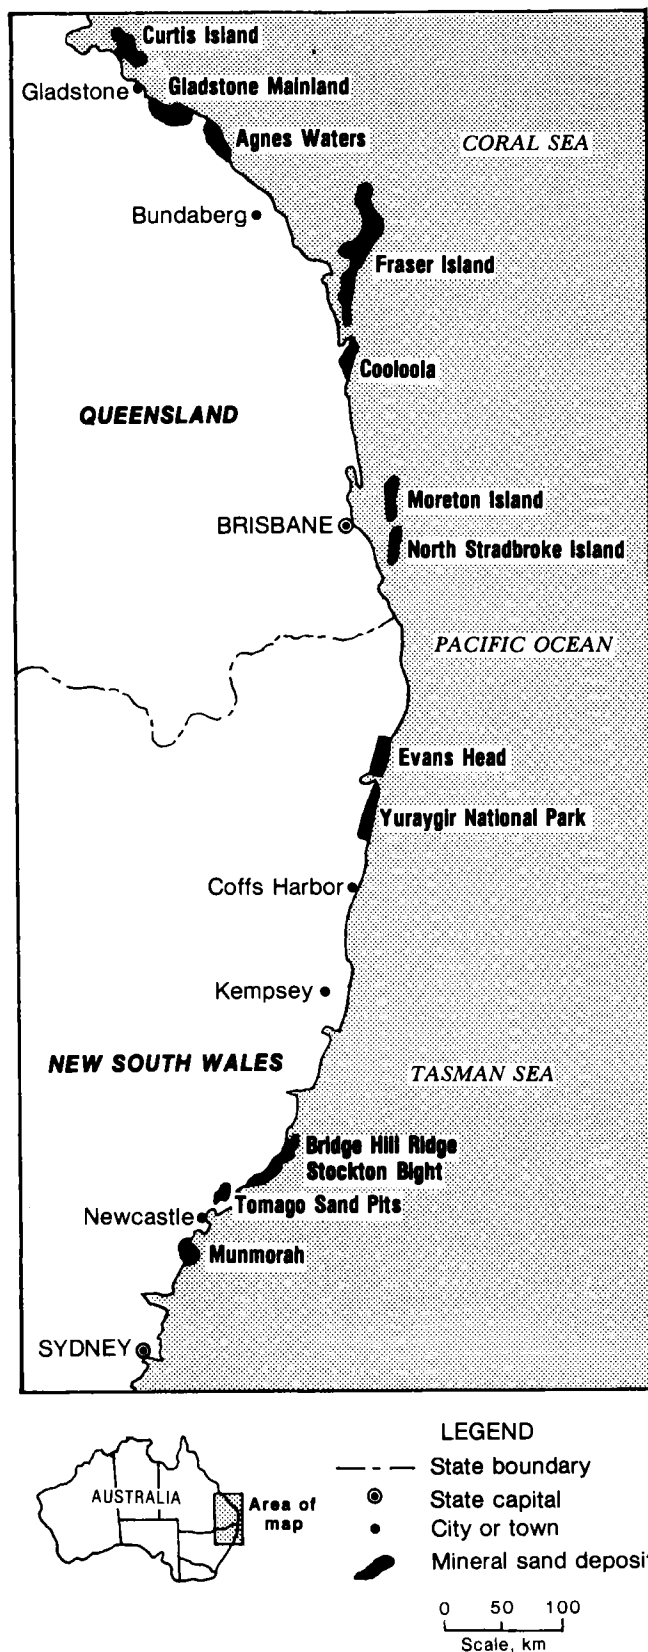 Curtis Island
Gladstone
Gladstone Mainland
Agnes Waters
CORAL SEA
Bundaberg
Fraser Island
Cooloola
QUEENSLAND
Moreton Island
BRISBANE
North Stradbroke Island
PACIFIC OCEAN
Evans Head
Yuraygir National Park
Coffs Harbor
Kempsey
NEW SOUTH WALES
TASMAN SEA
Bridge Hill Ridge
Stockton Bight
Tomago Sand Pits
Newcastle
Munmorah
SYDNEY
AUSTRALIA
Area of
map
LEGEND
State boundary
State capital
City or town
Mineral sand deposit
0 50 100
Scale, km